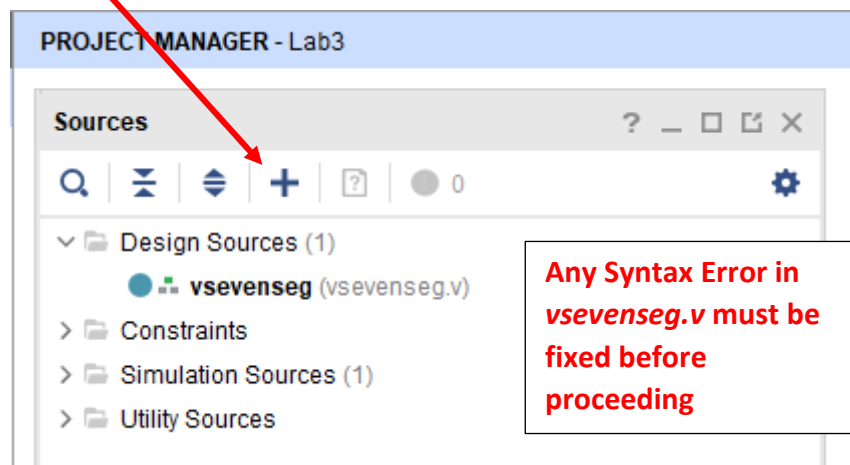 PROJECT MANAGER - Lab3
Sources
? _
0
Design Sources (1)
vsevenseg (vsevenseg.v)
Constraints
Simulation Sources (1)
Utility Sources
Any Syntax Error in
vsevenseg.v must be
fixed before
proceeding